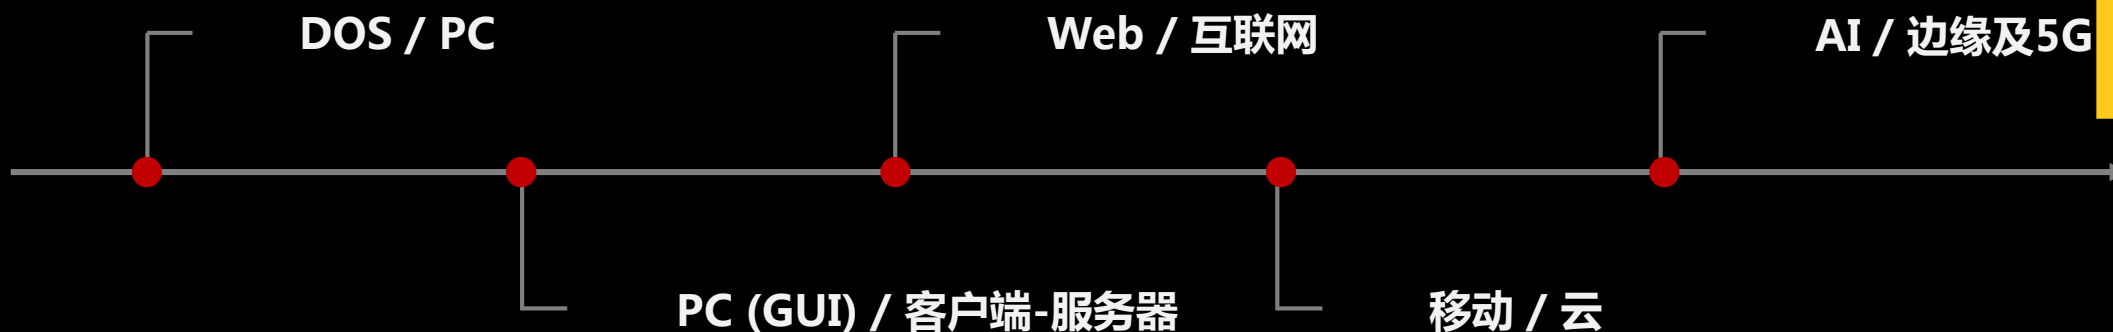 DOS / PC
Web / 互联网
AI / 边缘及5G
PC (GUI) / 客户端-服务器
移动 / 云